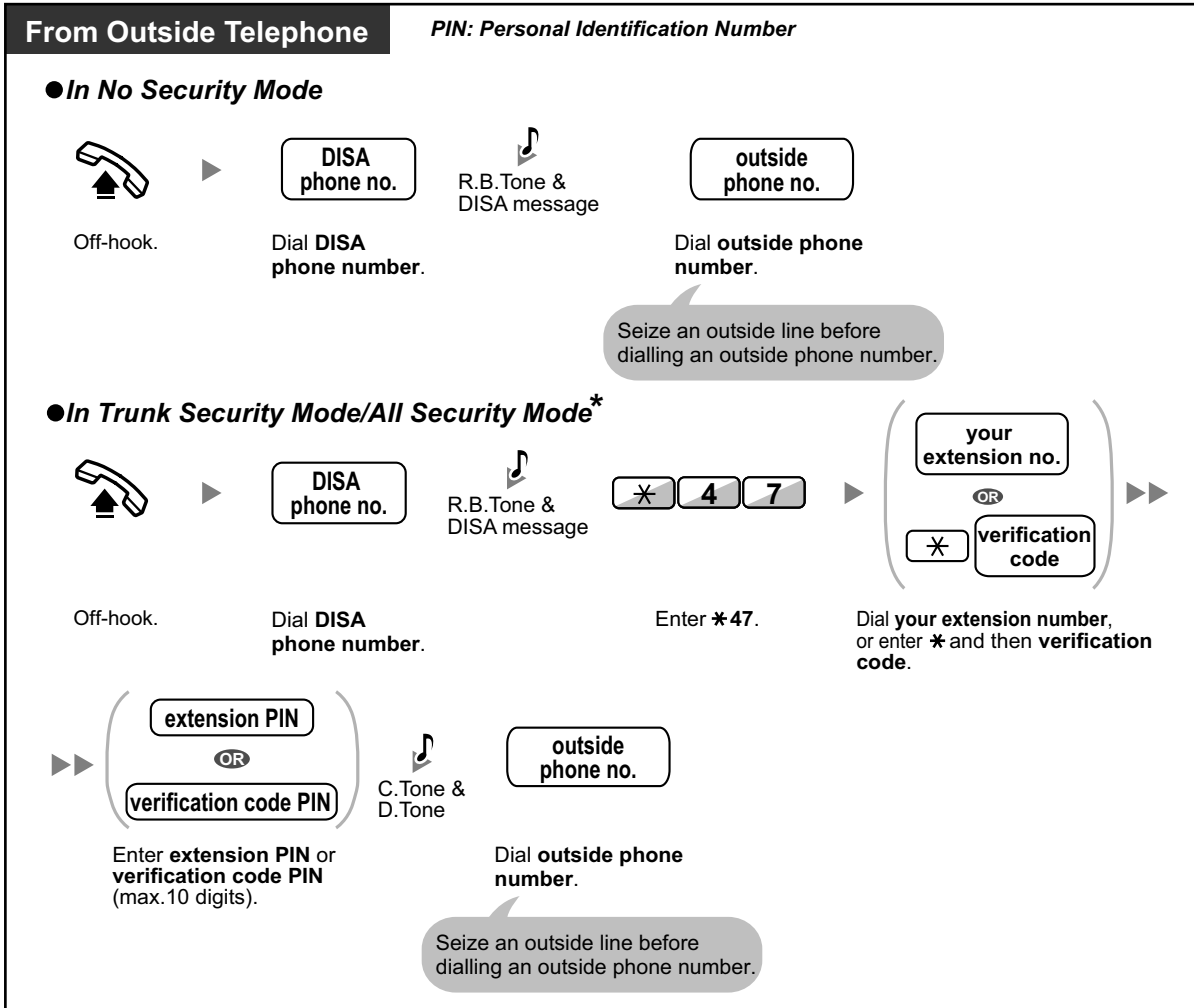 From Outside Telephone
PIN: Personal Identification Number
●In No Security Mode
DISA
phone no.
R.B.Tone &
DISA message
outside
phone no.
Off-hook.
Dial DISA
phone number.
Dial outside phone
number.
Seize an outside line before
dialling an outside phone number.
●In Trunk Security Mode/All Security Mode*
DISA
phone no.
R.B.Tone &
DISA message
* 4 7
your
extension no.
OR
* verification
code
Off-hook.
Dial DISA
phone number.
Enter *47.
Dial your extension number,
or enter * and then verification
code.
extension PIN
OR
verification code PIN
C.Tone &
D.Tone
outside
phone no.
Enter extension PIN or
verification code PIN
(max.10 digits).
Dial outside phone
number.
Seize an outside line before
dialling an outside phone number.